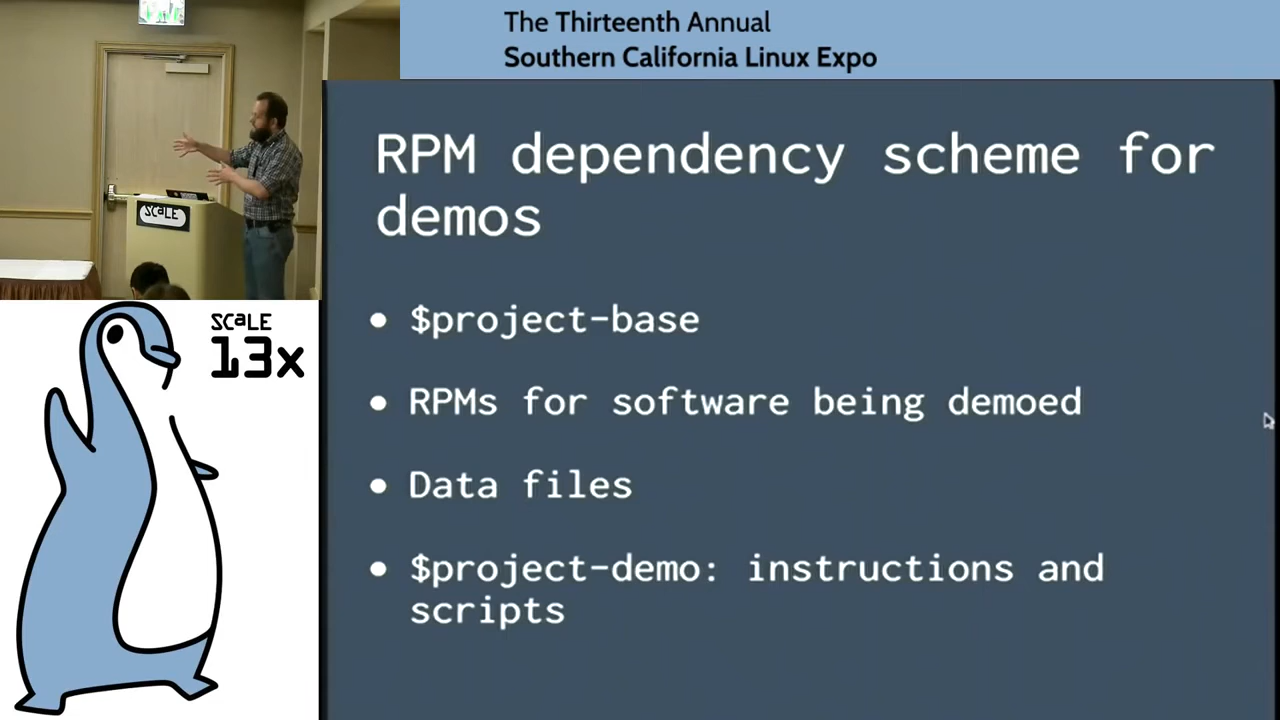 The Thirteenth Annual
Southern California Linux Expo
SCaLE
SCaLE
13x
RPM dependency scheme for
demos
• $project-base
• RPMs for software being demoed
• Data files
• $project-demo: instructions and
scripts